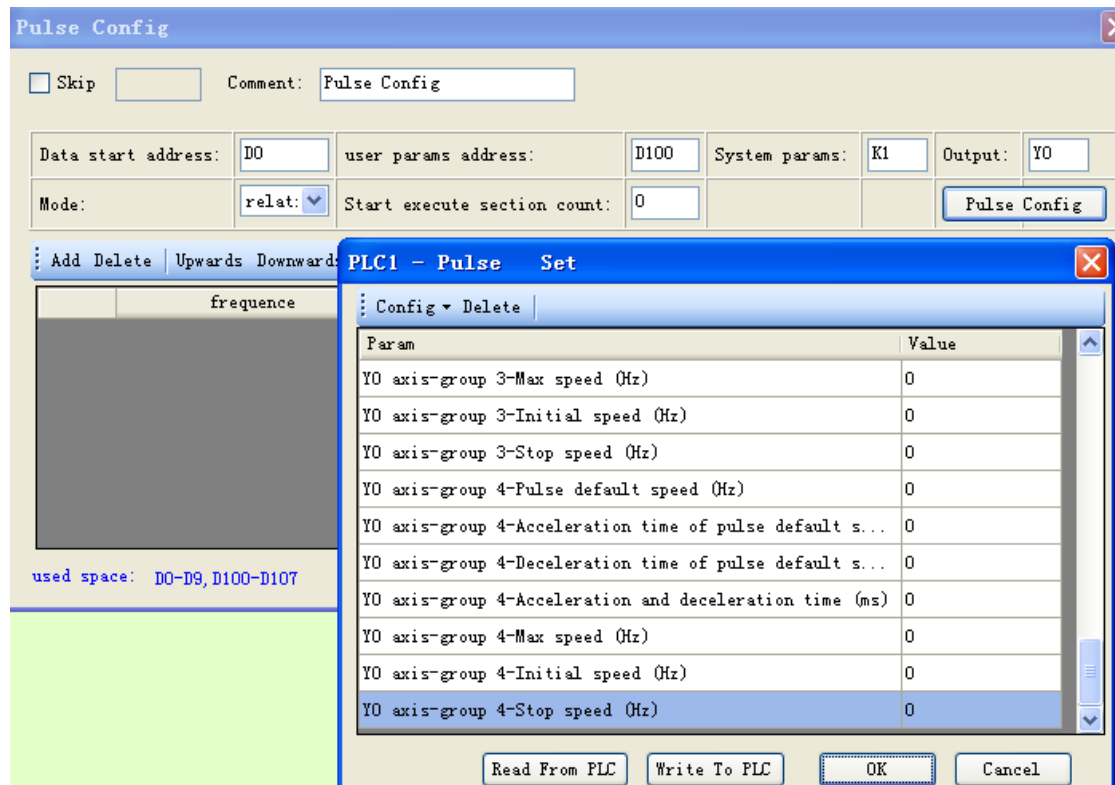 Pulse Config
Skip Comment: Pulse Config
Data start address: D0 user params address: D100 System params: K1 Output: Y0
Mode: relat: Start execute section count: 0 Pulse Config
Add Delete Upwards Downwards
PLC1 - Pulse Set
frequence
Config Delete
Param Value
Y0 axis-group 3-Max speed (Hz) 0
Y0 axis-group 3-Initial speed (Hz) 0
Y0 axis-group 3-Stop speed (Hz) 0
Y0 axis-group 4-Pulse default speed (Hz) 0
Y0 axis-group 4-Acceleration time of pulse default s... 0
Y0 axis-group 4-Deceleration time of pulse default s... 0
used space: D0-D9,D100-D107
Y0 axis-group 4-Acceleration and deceleration time (ms) 0
Y0 axis-group 4-Max speed (Hz) 0
Y0 axis-group 4-Initial speed (Hz) 0
Y0 axis-group 4-Stop speed (Hz) 0
Read From PLC Write To PLC OK Cancel